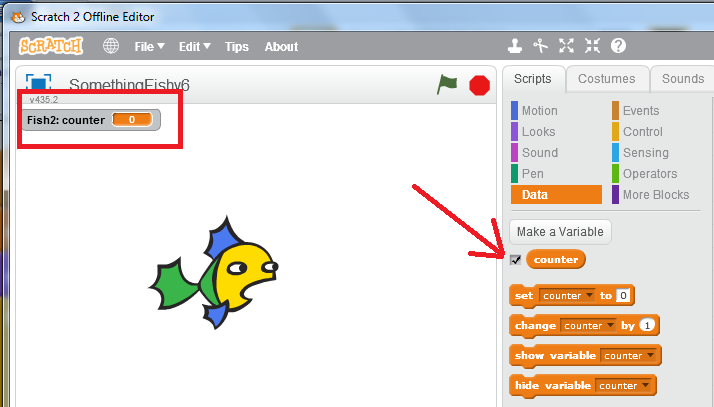 Scratch 2 Offline Editor
SCRATCH File Edit Tips About
SomethingFishy6
v435.2
Fish2: counter 0
Scripts Costumes Sounds
Motion Events
Looks Control
Sound Sensing
Pen Operators
Data More Blocks
Make a Variable
counter
set counter to 0
change counter by 1
show variable counter
hide variable counter